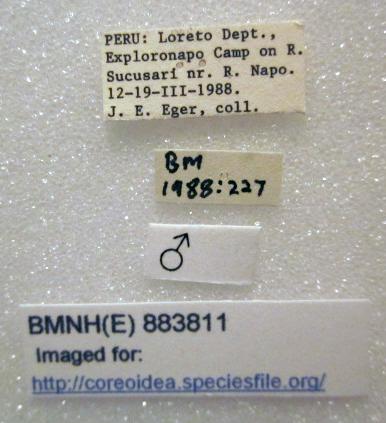 PERU: Loreto Dept.,
Exploronapo Camp on R.
Sucusari nr. R. Napo.
12-19-III-1988.
J. E. Eger, coll.
BM
1988:227
♂
BMNH(E) 883811
Imaged for:
http://coreoidea.speciesfile.org/